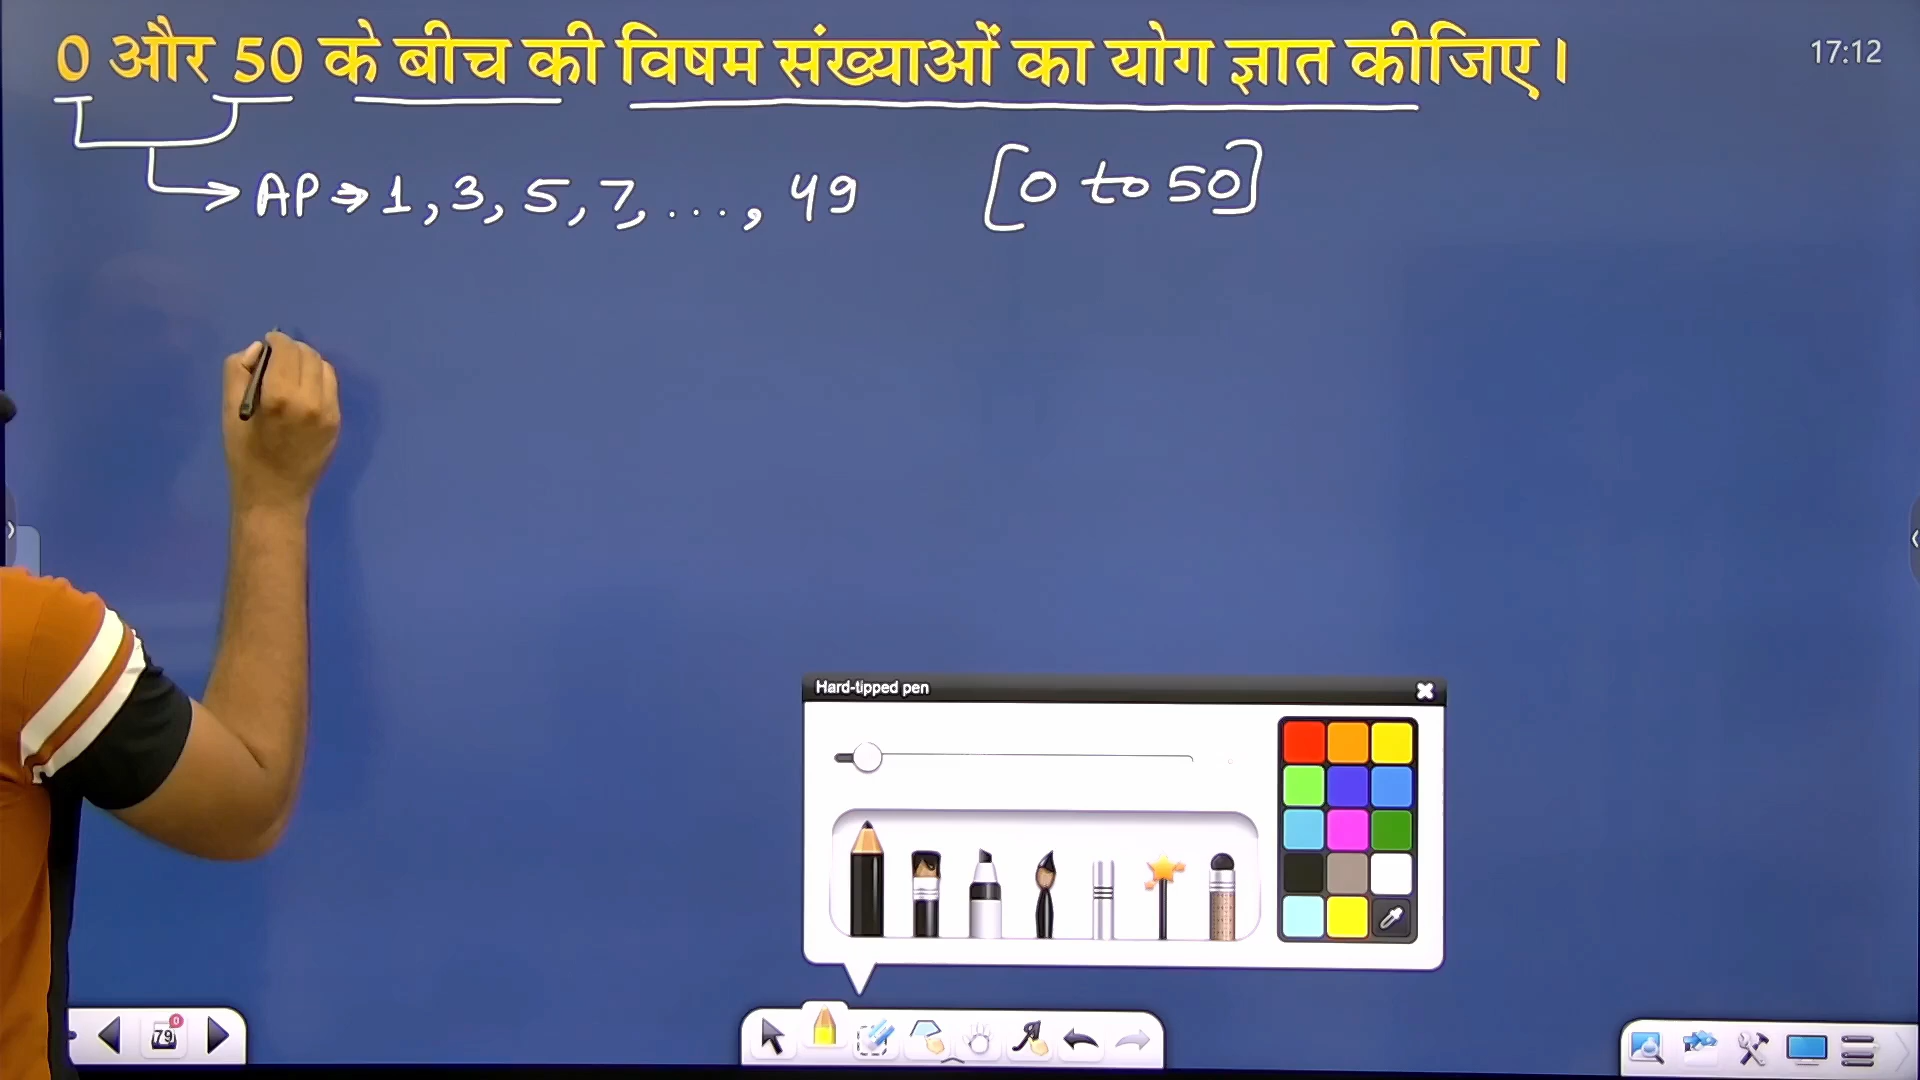 0 और 50 के बीच की विषम संख्याओं का योग ज्ञात कीजिए।
17:12
AP ⇒ 1, 3, 5, 7, ..., 49 [0 to 50]
Hard-tipped pen
79
0